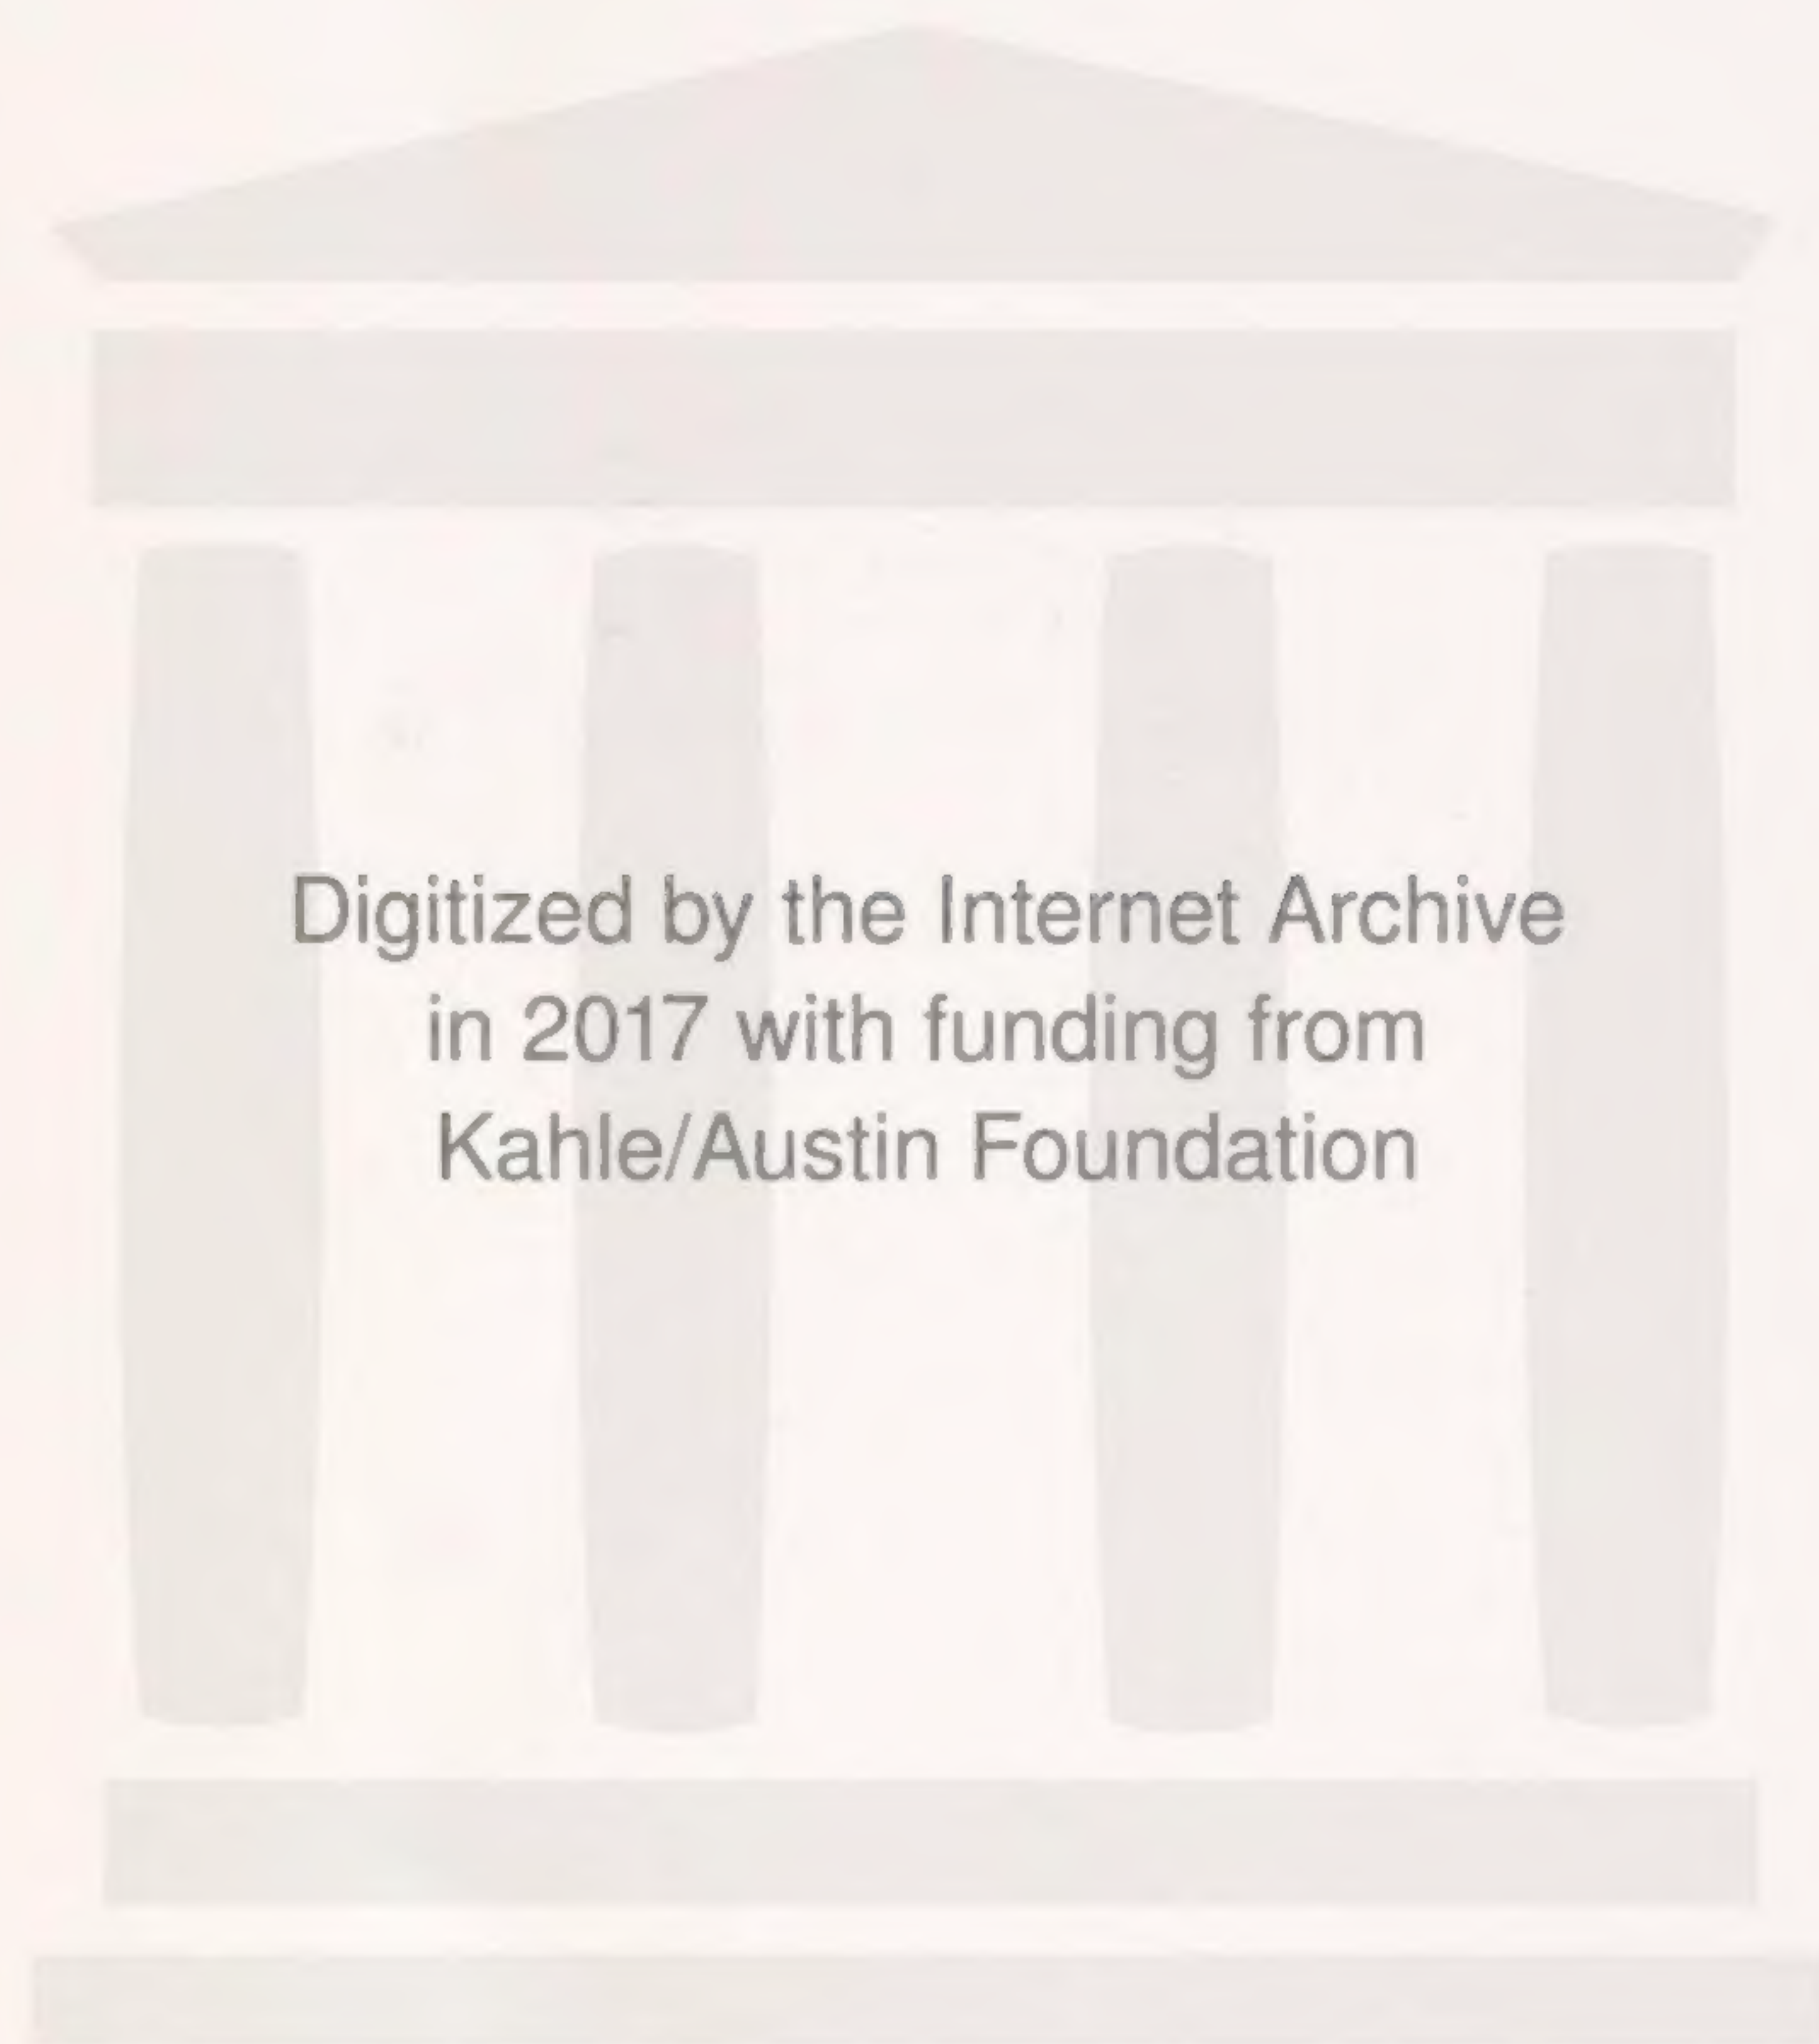 Digitized by the Internet Archive
in 2017 with funding from
Kahle/Austin Foundation